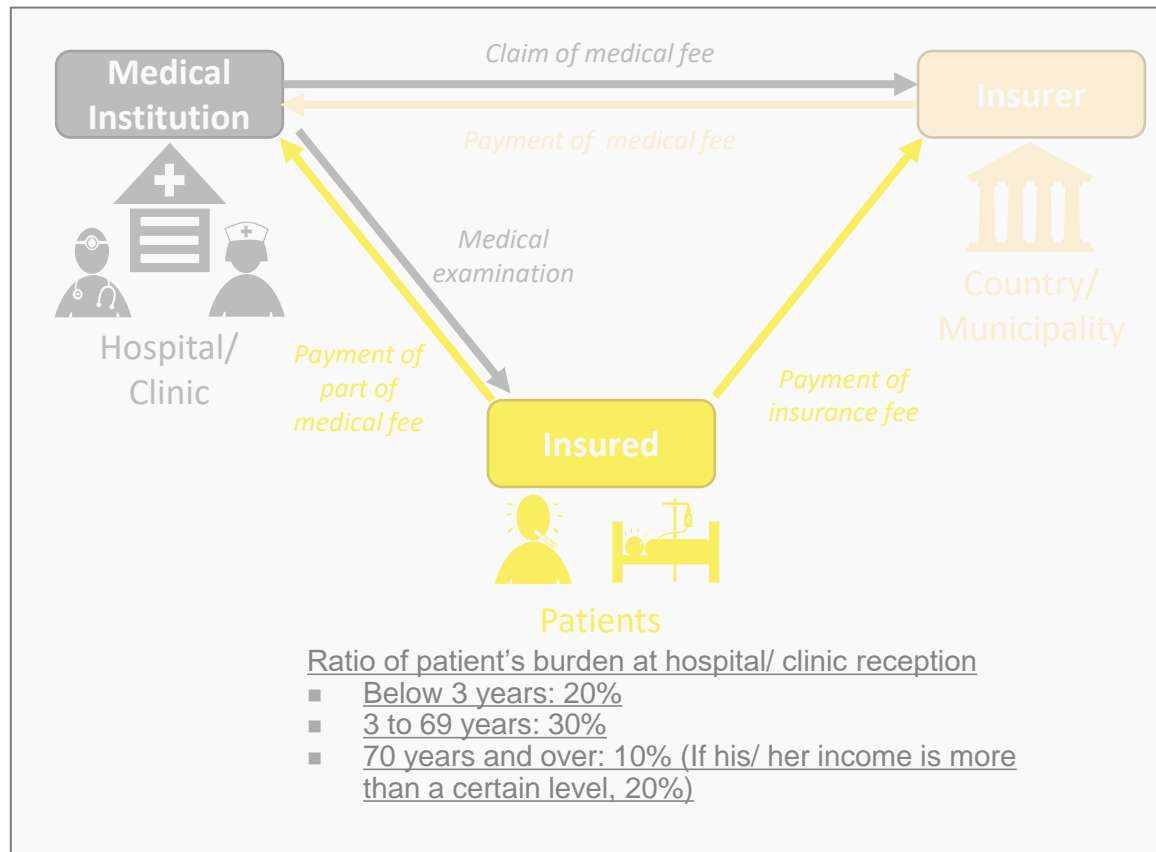 Claim of medical fee
Medical
Institution
Insurer
Payment of medical fee
Medical
examination
Hospital/
Clinic
Country/
Municipality
Payment of
part of
medical fee
Payment of
insurance fee
Insured
Patients
Ratio of patient’s burden at hospital/ clinic reception
■ Below 3 years: 20%
■ 3 to 69 years: 30%
■ 70 years and over: 10% (If his/ her income is more
than a certain level, 20%)